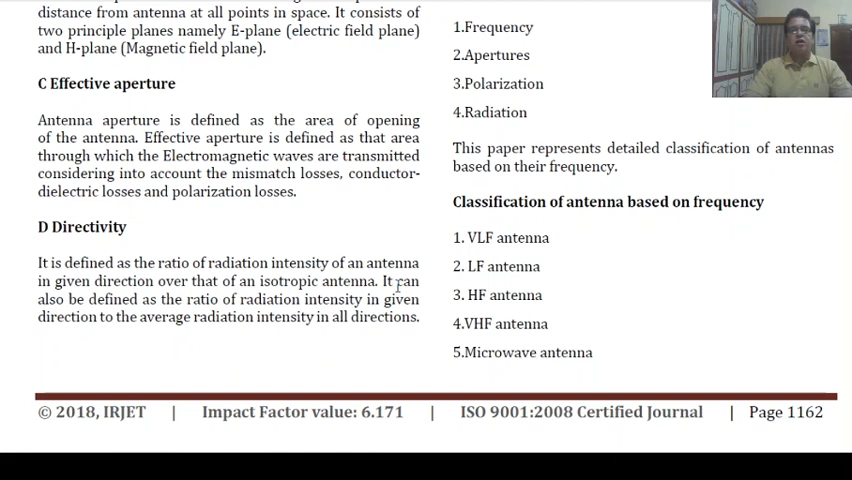 distance from antenna at all points in space. It consists of
two principle planes namely E-plane (electric field plane)
and H-plane (Magnetic field plane).
C Effective aperture
Antenna aperture is defined as the area of opening
of the antenna. Effective aperture is defined as that area
through which the Electromagnetic waves are transmitted
considering into account the mismatch losses, conductor-
dielectric losses and polarization losses.
D Directivity
It is defined as the ratio of radiation intensity of an antenna
in given direction over that of an isotropic antenna. It can
also be defined as the ratio of radiation intensity in given
direction to the average radiation intensity in all directions.
1.Frequency
2.Apertures
3.Polarization
4.Radiation
This paper represents detailed classification of antennas
based on their frequency.
Classification of antenna based on frequency
1. VLF antenna
2. LF antenna
3. HF antenna
4.VHF antenna
5.Microwave antenna
© 2018, IRJET | Impact Factor value: 6.171 | ISO 9001:2008 Certified Journal | Page 1162